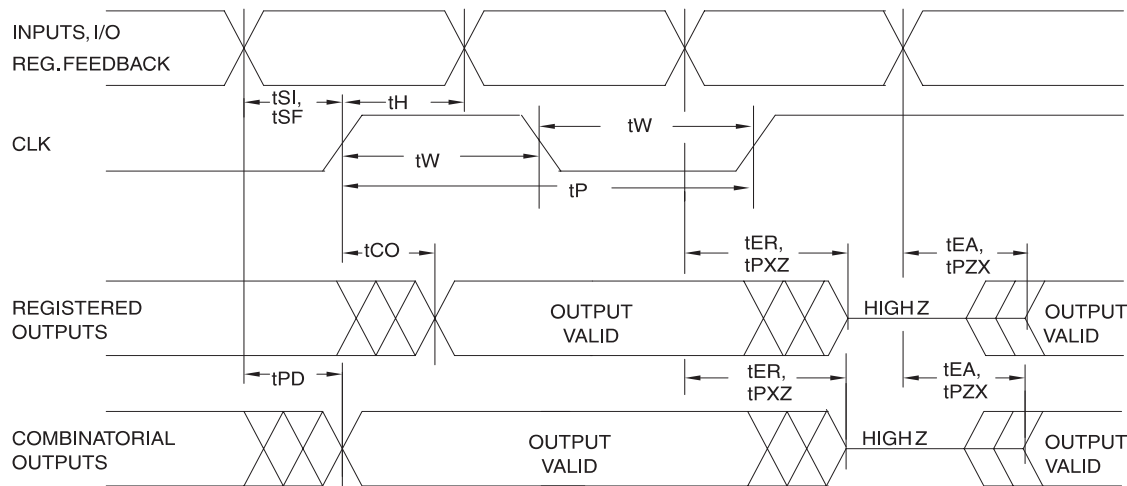 INPUTS, I/O
REG. FEEDBACK
tSI,
tSF
tH
CLK
tW
tW
tP
tCO
tER,
tPXZ
tEA,
tPZX
REGISTERED
OUTPUTS
OUTPUT
VALID
HIGH Z
OUTPUT
VALID
tPD
tER,
tPXZ
tEA,
tPZX
COMBINATORIAL
OUTPUTS
OUTPUT
VALID
HIGH Z
OUTPUT
VALID